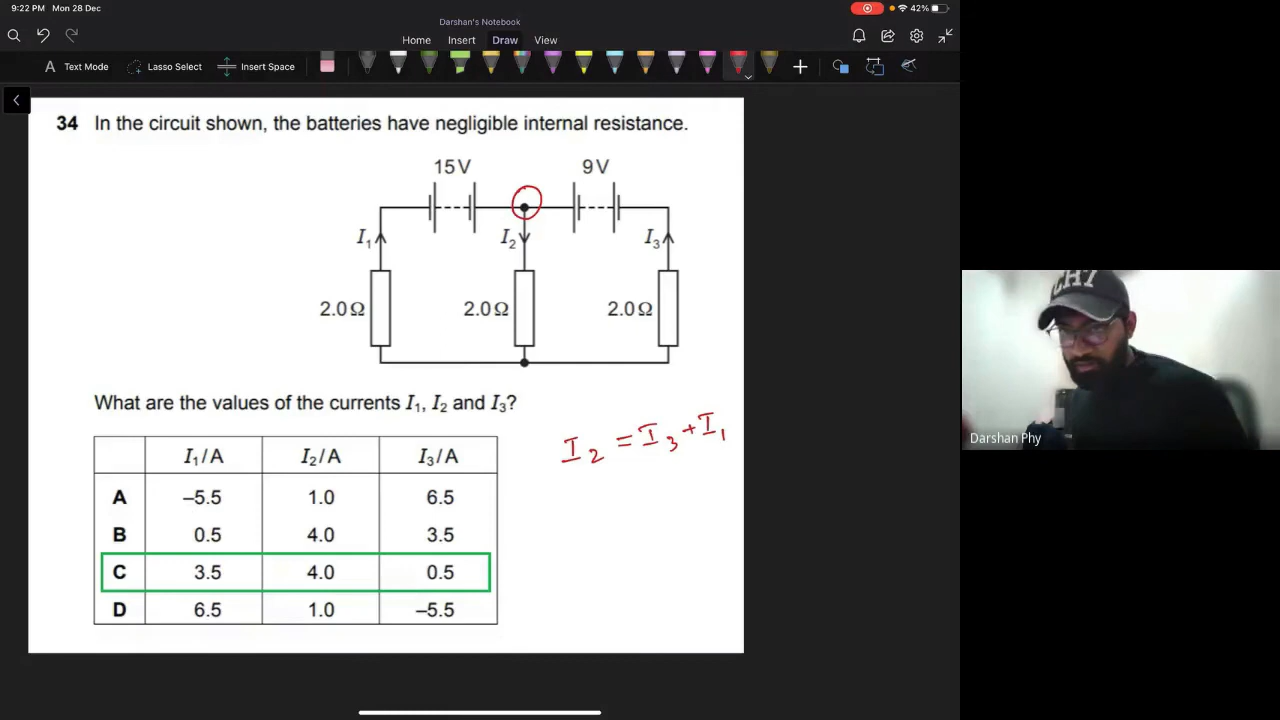 9:22 PM Mon 28 Dec
42%
Darshan's Notebook
Home Insert Draw View
A Text Mode Lasso Select Insert Space
34 In the circuit shown, the batteries have negligible internal resistance.
15 V 9 V
I₁ I₂ I₃
2.0 Ω 2.0 Ω 2.0 Ω
What are the values of the currents I₁, I₂ and I₃?
I₂ = I₃ + I₁
I₁ / A I₂ / A I₃ / A
A –5.5 1.0 6.5
B 0.5 4.0 3.5
C 3.5 4.0 0.5
D 6.5 1.0 –5.5
Darshan Phy